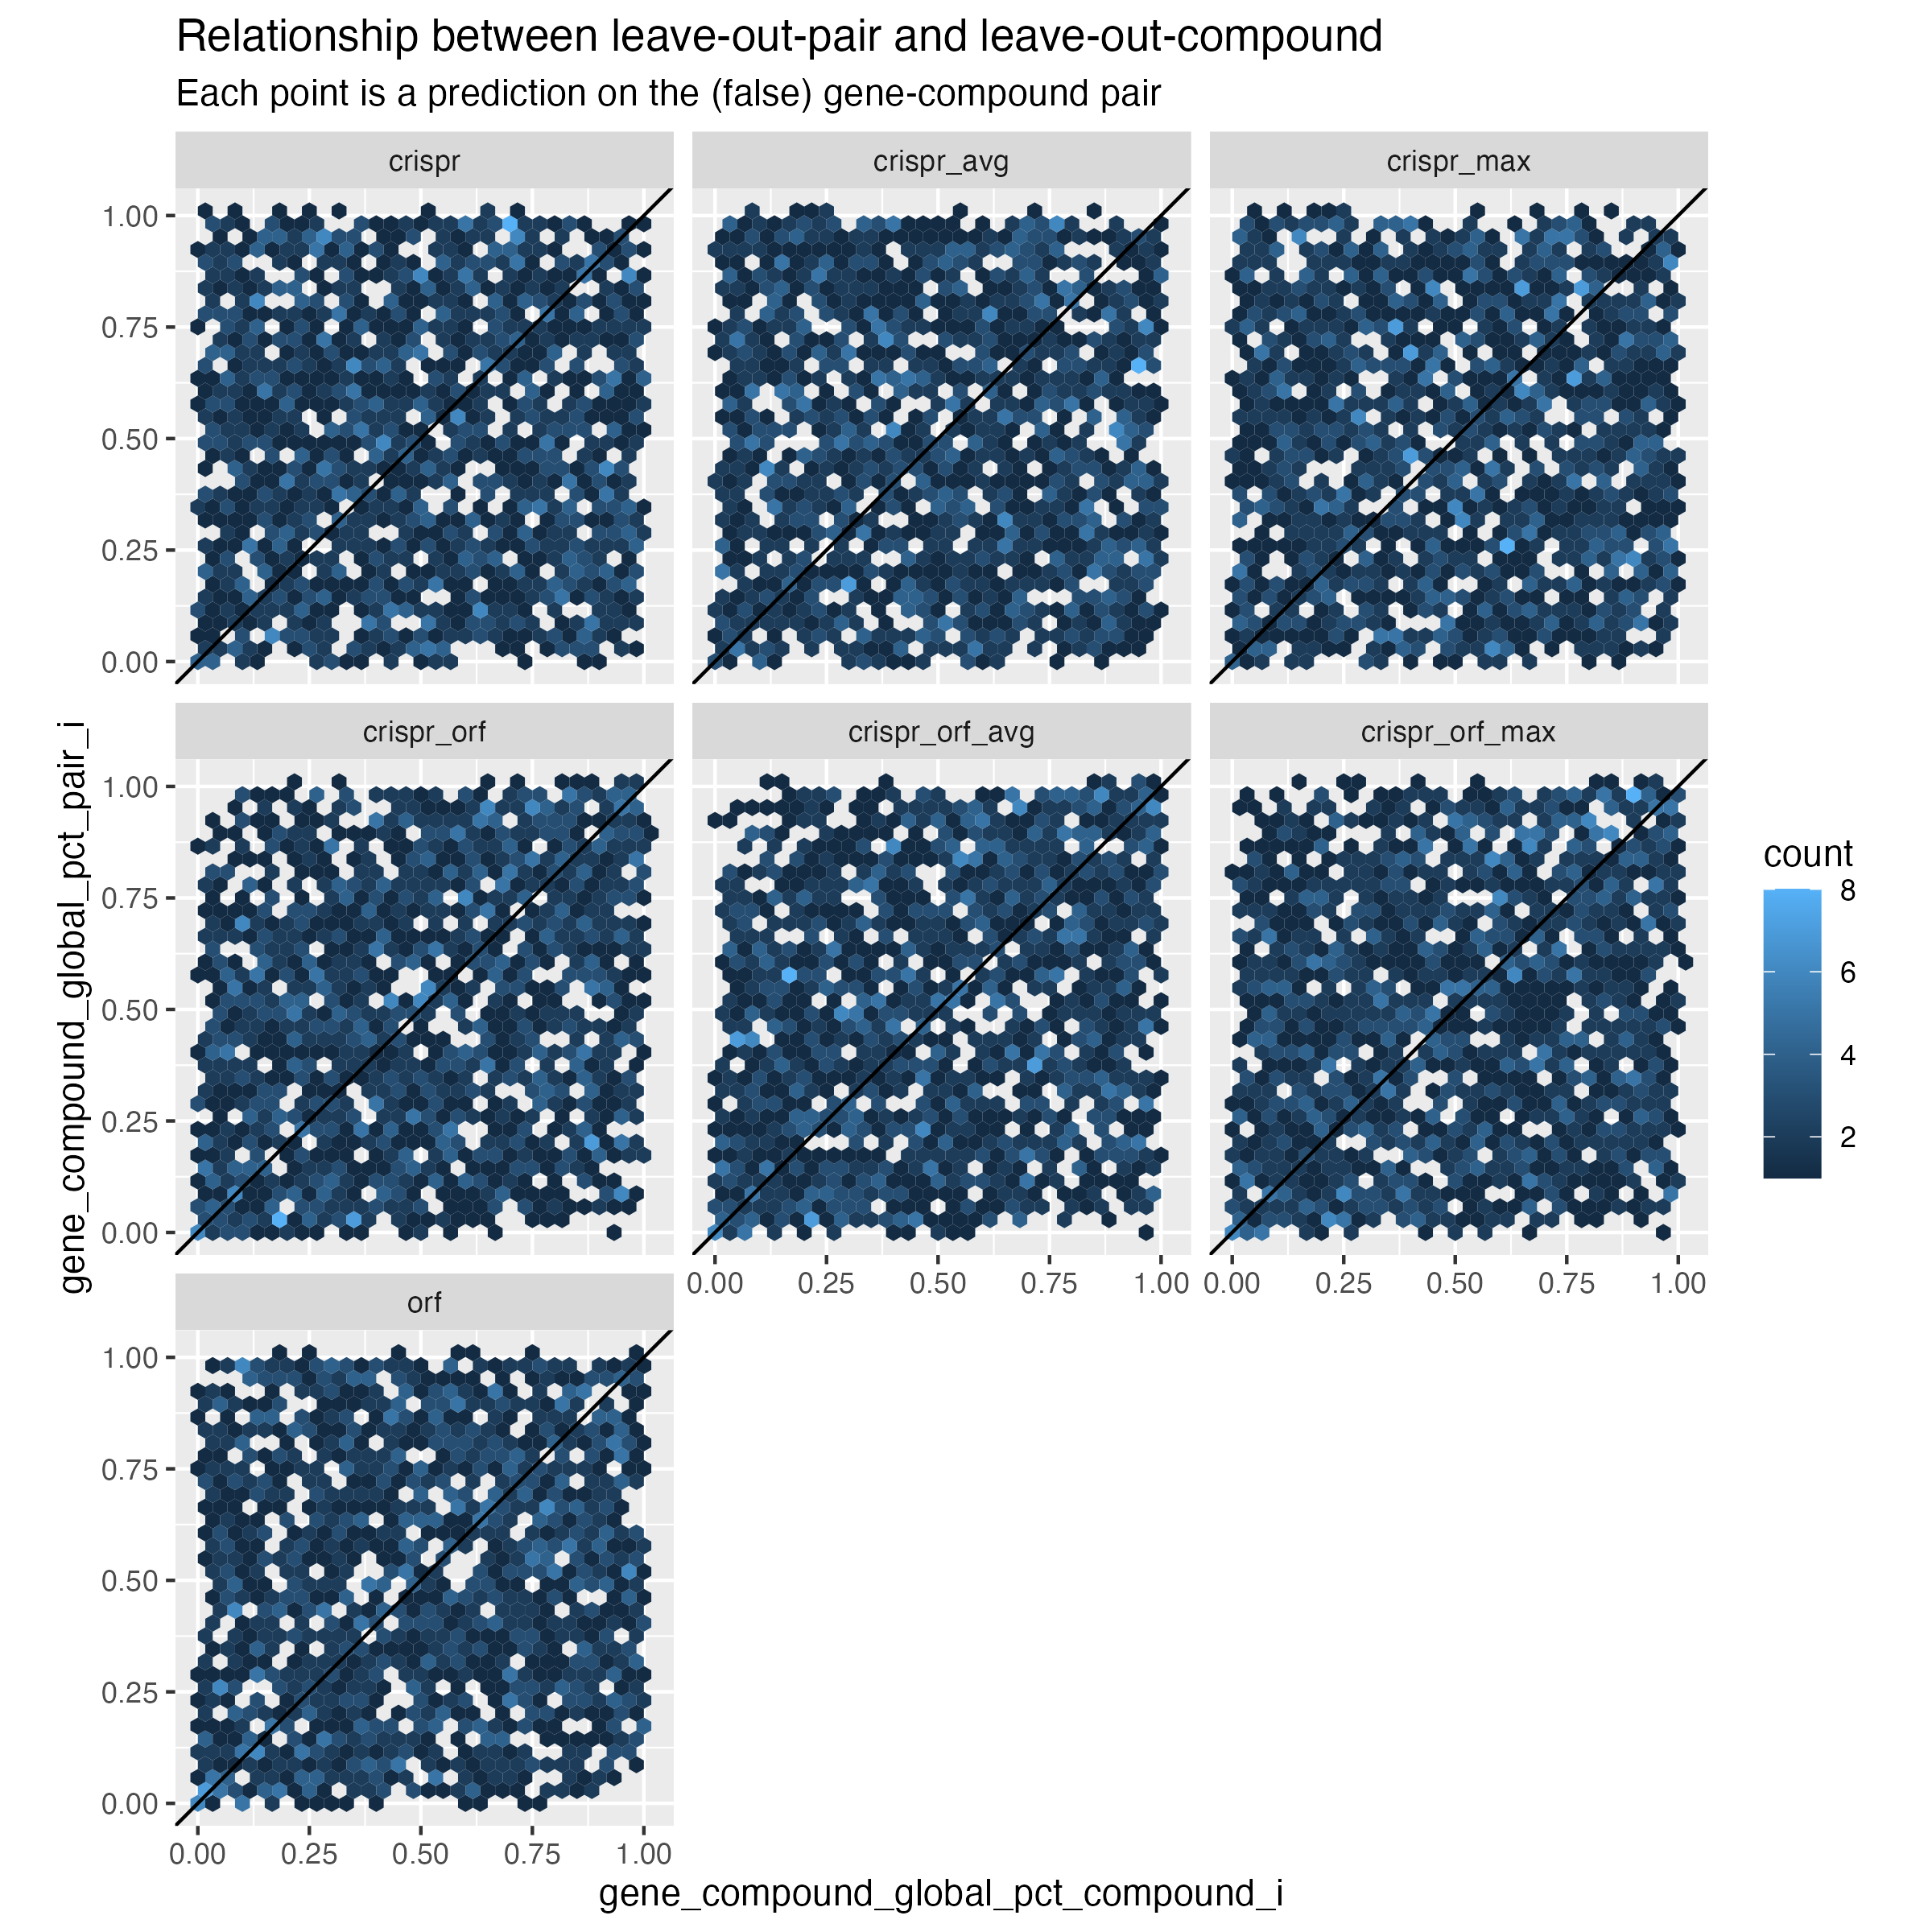 Relationship between leave-out-pair and leave-out-compound
Each point is a prediction on the (false) gene-compound pair
crispr
crispr_avg
crispr_max
1.00
0.75
0.50
0.25
0.00
crispr_orf
crispr_orf_avg
crispr_orf_max
1.00
0.75
0.50
0.25
0.00
0.00 0.25 0.50 0.75 1.00
0.00 0.25 0.50 0.75 1.00
orf
1.00
0.75
0.50
0.25
0.00
0.00 0.25 0.50 0.75 1.00
gene_compound_global_pct_compound_i
gene_compound_global_pct_pair_i
count
8
6
4
2